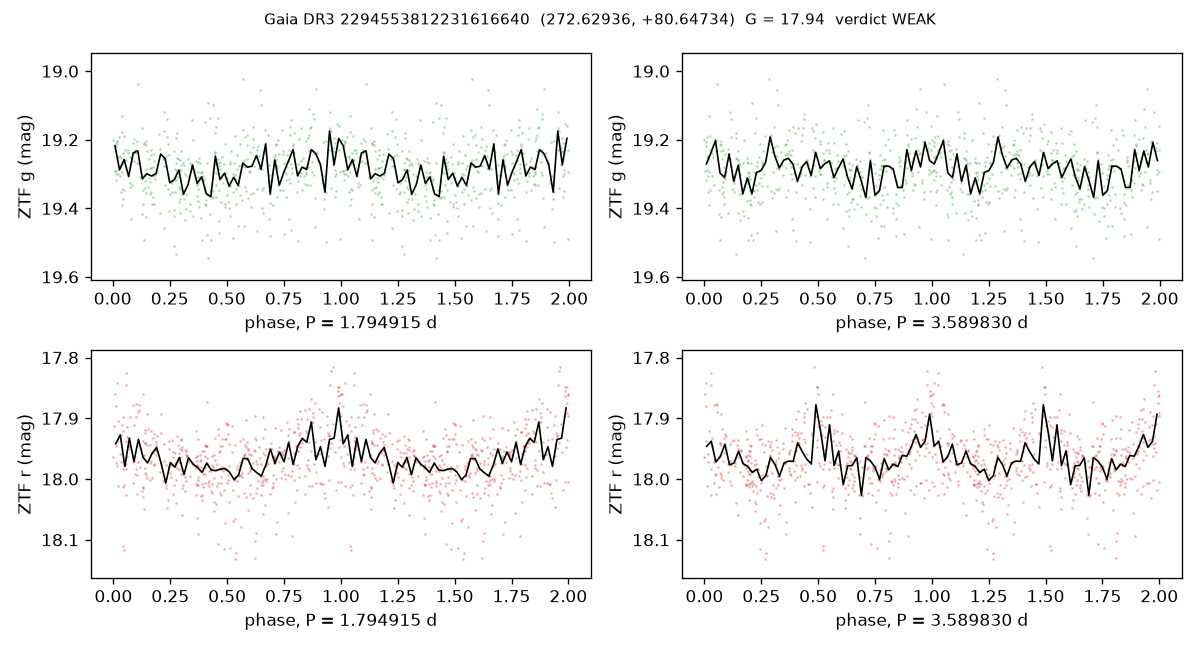 Gaia DR3 2294553812231616640  (272.62936, +80.64734)  G = 17.94  verdict WEAK
ZTF g (mag)
19.0
19.2
19.4
19.6
0.00 0.25 0.50 0.75 1.00 1.25 1.50 1.75 2.00
phase, P = 1.794915 d
ZTF g (mag)
19.0
19.2
19.4
19.6
0.00 0.25 0.50 0.75 1.00 1.25 1.50 1.75 2.00
phase, P = 3.589830 d
ZTF r (mag)
17.8
17.9
18.0
18.1
0.00 0.25 0.50 0.75 1.00 1.25 1.50 1.75 2.00
phase, P = 1.794915 d
ZTF r (mag)
17.8
17.9
18.0
18.1
0.00 0.25 0.50 0.75 1.00 1.25 1.50 1.75 2.00
phase, P = 3.589830 d